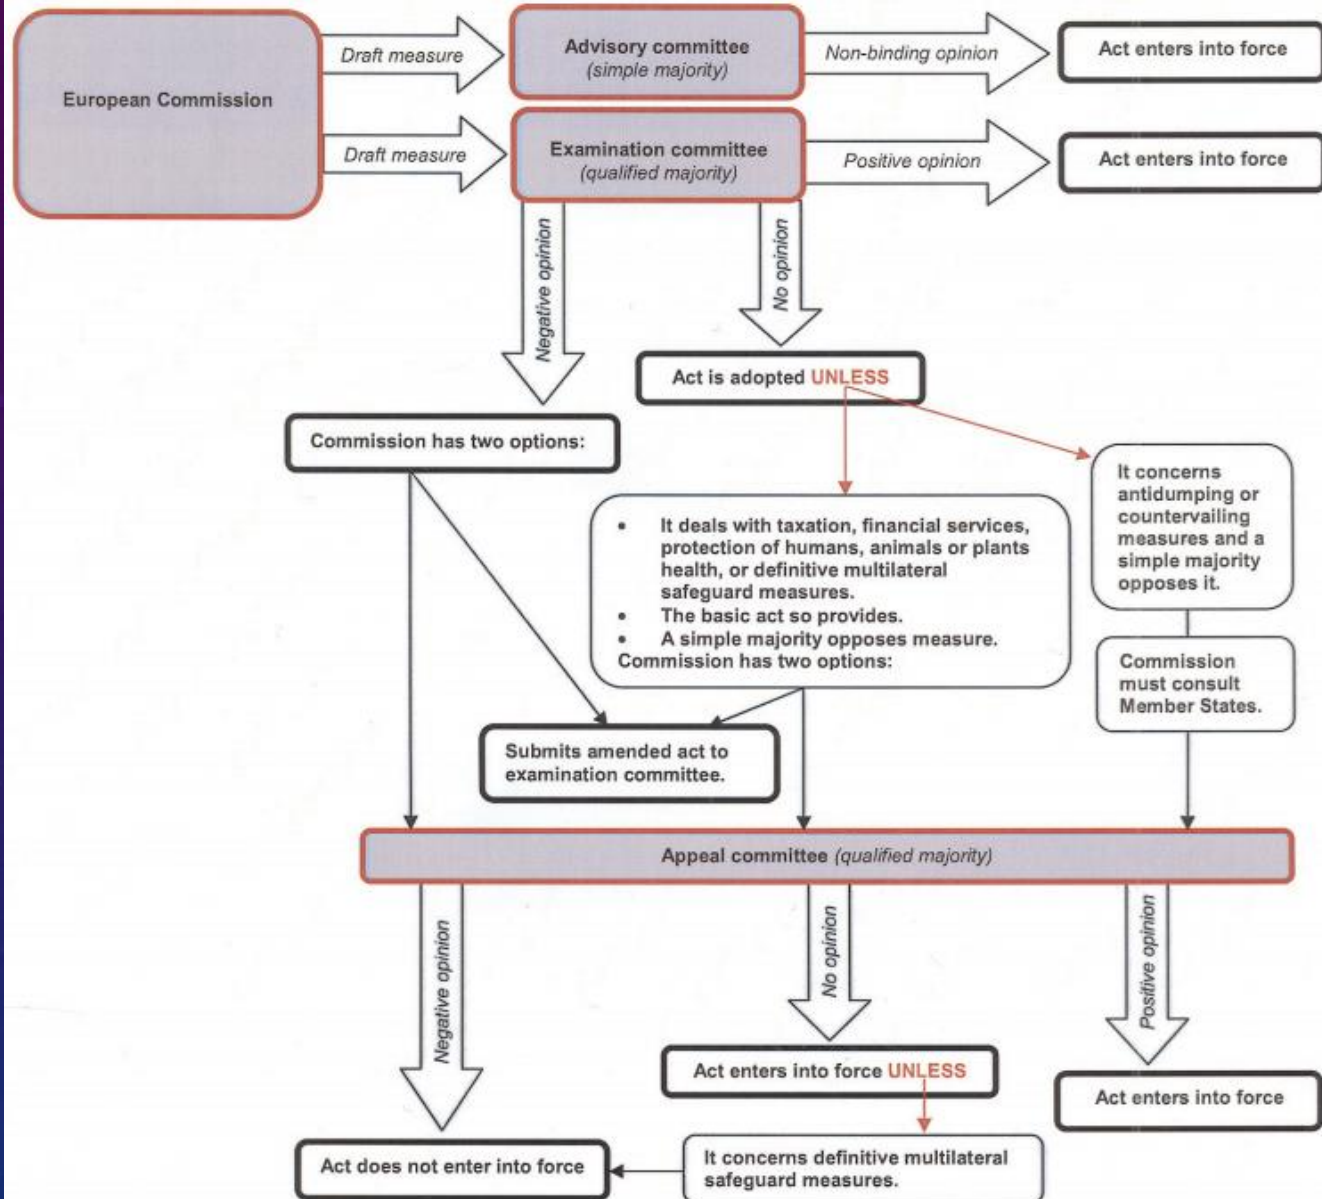 European Commission
Draft measure
Advisory committee
(simple majority)
Non-binding opinion
Act enters into force
Draft measure
Examination committee
(qualified majority)
Positive opinion
Act enters into force
Negative opinion
No opinion
Act is adopted UNLESS
Commission has two options:
It concerns
antidumping or
countervailing
measures and a
simple majority
opposes it.
• It deals with taxation, financial services,
protection of humans, animals or plants
health, or definitive multilateral
safeguard measures.
• The basic act so provides.
• A simple majority opposes measure.
Commission has two options:
Commission
must consult
Member States.
Submits amended act to
examination committee.
Appeal committee (qualified majority)
Negative opinion
No opinion
Positive opinion
Act enters into force UNLESS
Act enters into force
Act does not enter into force
It concerns definitive multilateral
safeguard measures.